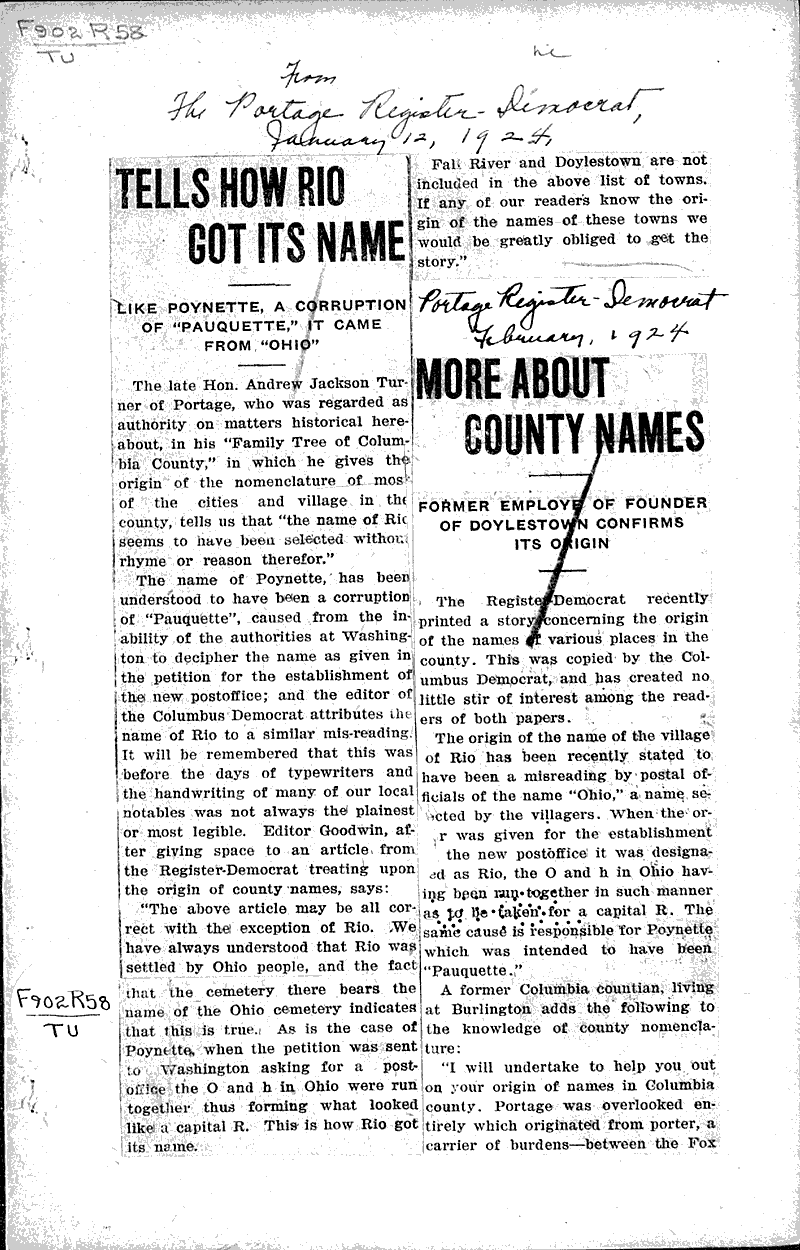 F902 R58
TU
From
The Portage Register-Democrat,
January 12, 1924,
TELLS HOW RIO
GOT ITS NAME
LIKE POYNETTE, A CORRUPTION
OF "PAUQUETTE," IT CAME
FROM "OHIO"
The late Hon. Andrew Jackson Tur-
ner of Portage, who was regarded as
authority on matters historical here-
about, in his "Family Tree of Colum-
bia County," in which he gives the
origin of the nomenclature of mos
of the cities and village in the
county, tells us that "the name of Rio
seems to have been selected without
rhyme or reason therefor."
The name of Poynette, has been
understood to have been a corruption
of "Pauquette", caused from the in-
ability of the authorities at Washing-
ton to decipher the name as given in
the petition for the establishment of
the new postoffice; and the editor of
the Columbus Democrat attributes the
name of Rio to a similar mis-reading.
It will be remembered that this was
before the days of typewriters and
the handwriting of many of our local
notables was not always the plainest
or most legible. Editor Goodwin, af-
ter giving space to an article from
the Register-Democrat treating upon
the origin of county names, says:
"The above article may be all cor-
rect with the exception of Rio. We
have always understood that Rio was
settled by Ohio people, and the fact
that the cemetery there bears the
name of the Ohio cemetery indicates
that this is true. As is the case of
Poynette, when the petition was sent
to Washington asking for a post-
office the O and h in Ohio were run
together thus forming what looked
like a capital R. This is how Rio got
its name.
F902R58
TU
Fall River and Doylestown are not
included in the above list of towns.
If any of our readers know the ori-
gin of the names of these towns we
would be greatly obliged to get the
story."
Portage Register-Democrat
February, 1924
MORE ABOUT
COUNTY NAMES
FORMER EMPLOYE OF FOUNDER
OF DOYLESTOWN CONFIRMS
ITS ORIGIN
The Register-Democrat recently
printed a story concerning the origin
of the names of various places in the
county. This was copied by the Col-
umbus Democrat, and has created no
little stir of interest among the read-
ers of both papers.
The origin of the name of the village
of Rio has been recently stated to
have been a misreading by postal of-
ficials of the name "Ohio," a name se-
ected by the villagers. When the or-
r was given for the establishment
the new postoffice it was designa-
ed as Rio, the O and h in Ohio hav-
ing been run together in such manner
as to be taken for a capital R. The
same cause is responsible for Poynette
which was intended to have been
"Pauquette."
A former Columbia countian, living
at Burlington adds the following to
the knowledge of county nomencla-
ture:
"I will undertake to help you out
on your origin of names in Columbia
county. Portage was overlooked en-
tirely which originated from porter, a
carrier of burdens—between the Fox